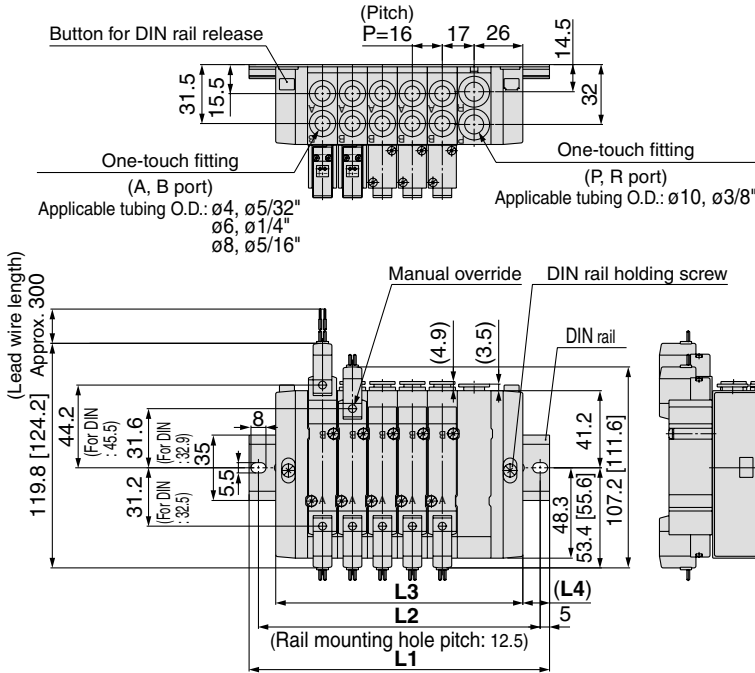 (Pitch)
P=16
17
26
14.5
Button for DIN rail release
31.5
15.5
32
A A A A A
B B
P
One-touch fitting
(A, B port)
Applicable tubing O.D.: ø4, ø5/32"
ø6, ø1/4"
ø8, ø5/16"
One-touch fitting
(P, R port)
Applicable tubing O.D.: ø10, ø3/8"
(Lead wire length)
Approx. 300
Manual override
DIN rail holding screw
DIN rail
(4.9)
(3.5)
119.8 [124.2]
44.2
(For DIN
: 45.5)
31.6
(For DIN
: 32.9)
8
35
5.5
31.2
(For DIN
: 32.5)
B B B B
A A A
41.2
48.3
53.4 [55.6]
107.2 [111.6]
L3
(L4)
L2
5
(Rail mounting hole pitch: 12.5)
L1